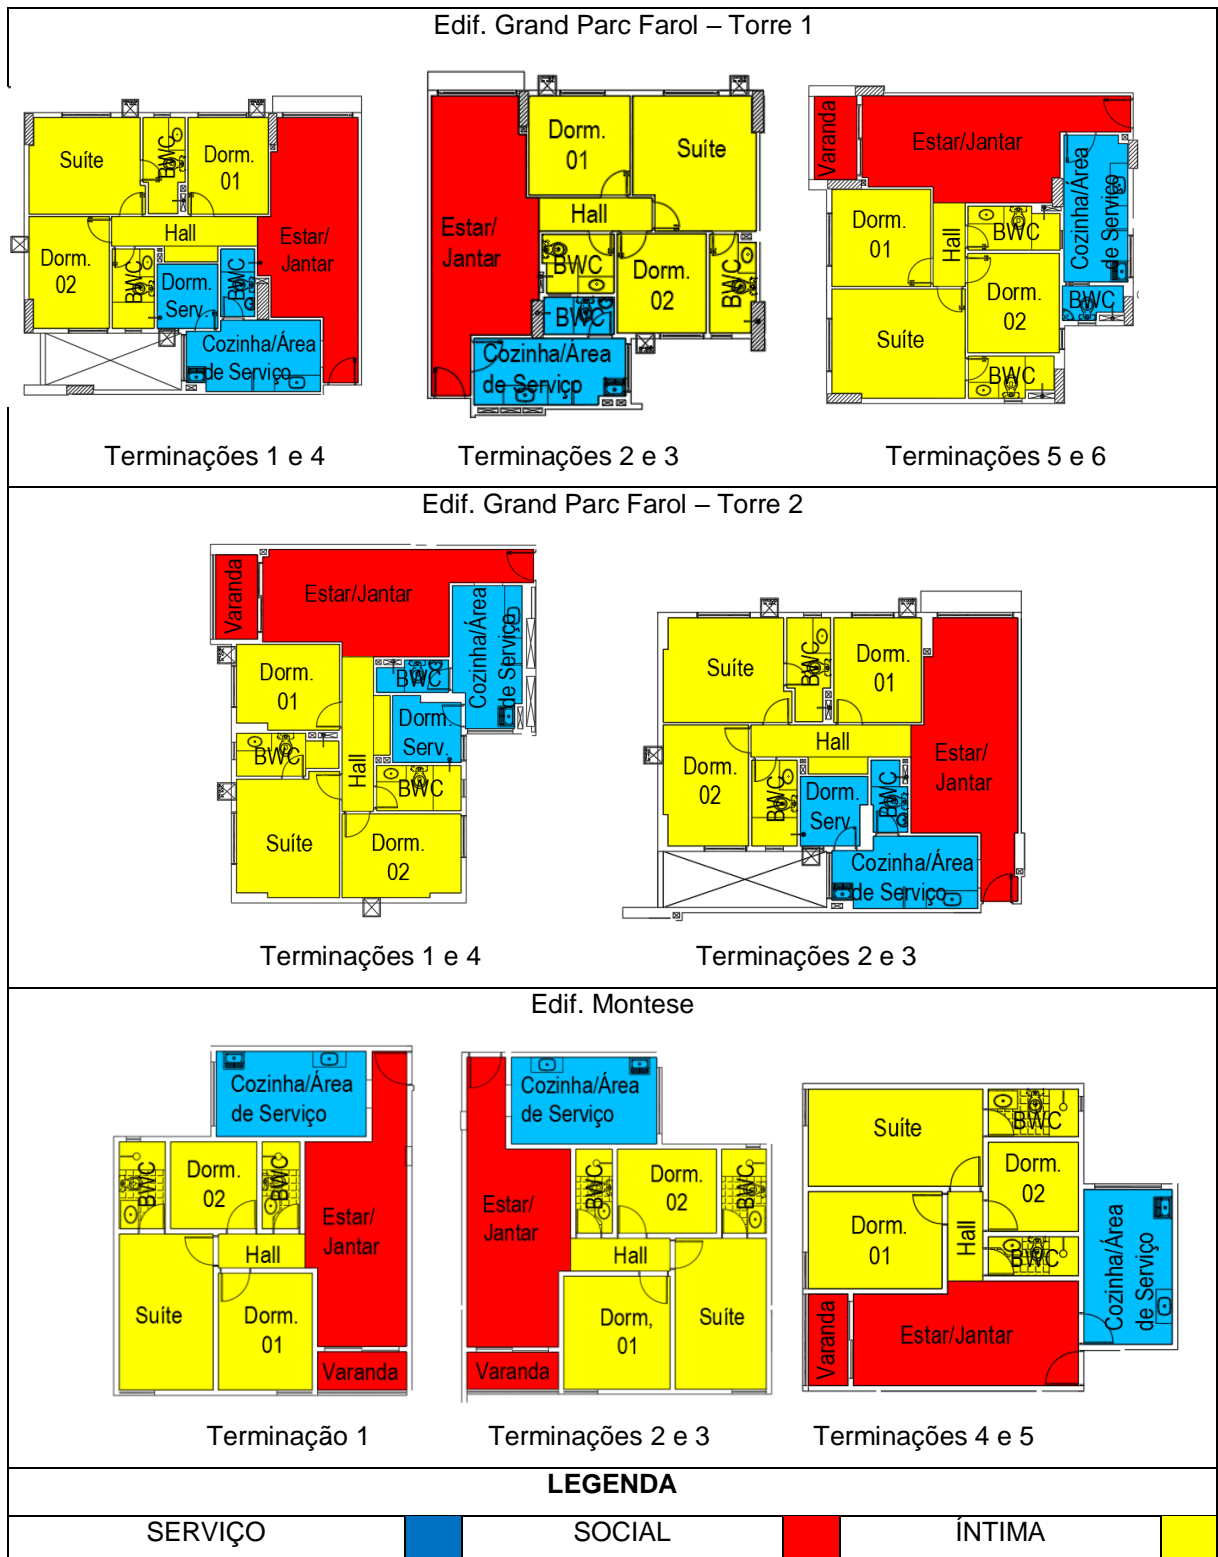 Edif. Grand Parc Farol – Torre 1
Suíte
BWC
Dorm.
01
Hall
Estar/
Jantar
Dorm.
02
BWC
Dorm.
Serv.
BWC
Cozinha/Área
de Serviço
Dorm.
01
Suíte
Hall
Estar/
Jantar
BWC
Dorm.
02
BWC
BWC
Cozinha/Área
de Serviço
Varanda
Estar/Jantar
Cozinha/Área
de Serviço
Dorm.
01
Hall
BWC
Dorm.
02
BWC
Suíte
BWC
Terminações 1 e 4
Terminações 2 e 3
Terminações 5 e 6
Edif. Grand Parc Farol – Torre 2
Varanda
Estar/Jantar
Cozinha/Área
de Serviço
Dorm.
01
BWC
Dorm.
Serv.
BWC
Hall
BWC
Suíte
Dorm.
02
Suíte
BWC
Dorm.
01
Hall
Estar/
Jantar
Dorm.
02
BWC
Dorm.
Serv.
BWC
Cozinha/Área
de Serviço
Terminações 1 e 4
Terminações 2 e 3
Edif. Montese
Cozinha/Área
de Serviço
BWC
Dorm.
02
BWC
Estar/
Jantar
Hall
Suíte
Dorm.
01
Varanda
Cozinha/Área
de Serviço
Estar/
Jantar
BWC
Dorm.
02
BWC
Hall
Dorm,
01
Suíte
Varanda
Suíte
BWC
Dorm.
02
Dorm.
01
Hall
BWC
Cozinha/Área
de Serviço
Varanda
Estar/Jantar
Terminação 1
Terminações 2 e 3
Terminações 4 e 5
LEGENDA
SERVIÇO
SOCIAL
ÍNTIMA